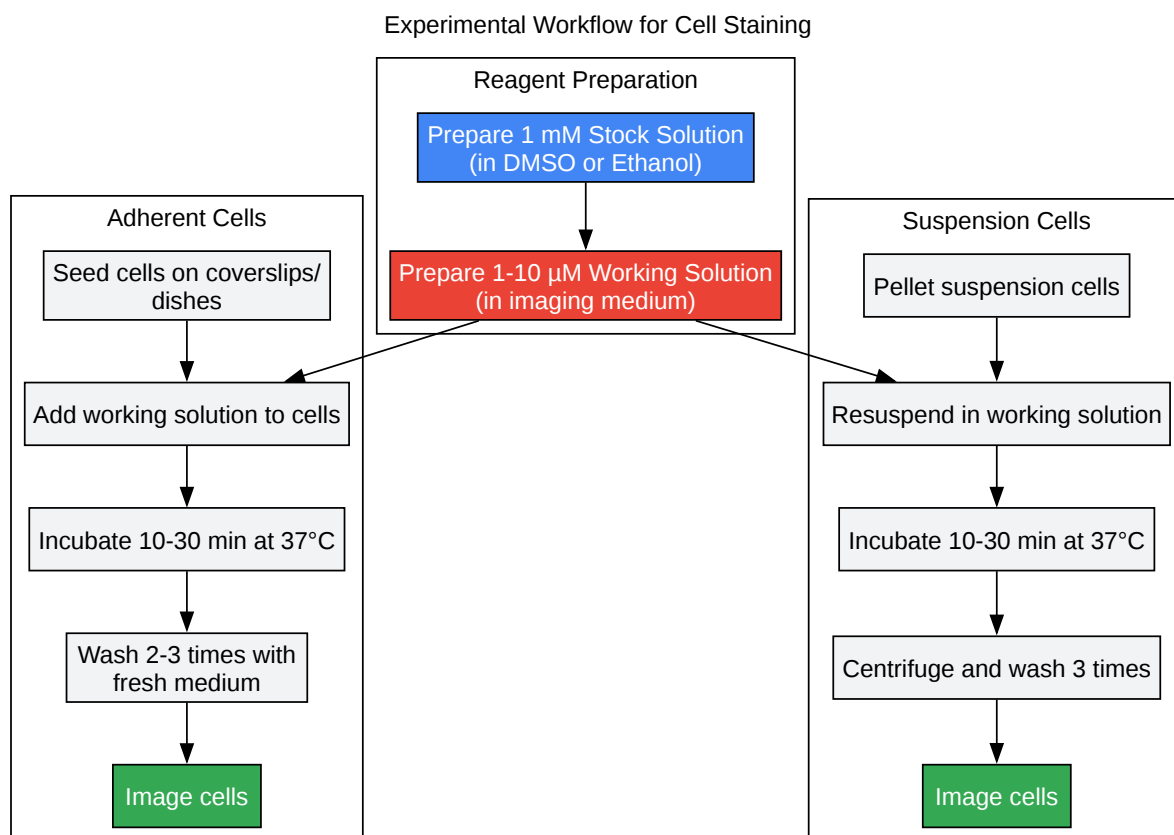 Experimental Workflow for Cell Staining
Reagent Preparation
Prepare 1 mM Stock Solution
(in DMSO or Ethanol)
Prepare 1-10 µM Working Solution
(in imaging medium)
Adherent Cells
Seed cells on coverslips/
dishes
Add working solution to cells
Incubate 10-30 min at 37°C
Wash 2-3 times with
fresh medium
Image cells
Suspension Cells
Pellet suspension cells
Resuspend in working solution
Incubate 10-30 min at 37°C
Centrifuge and wash 3 times
Image cells